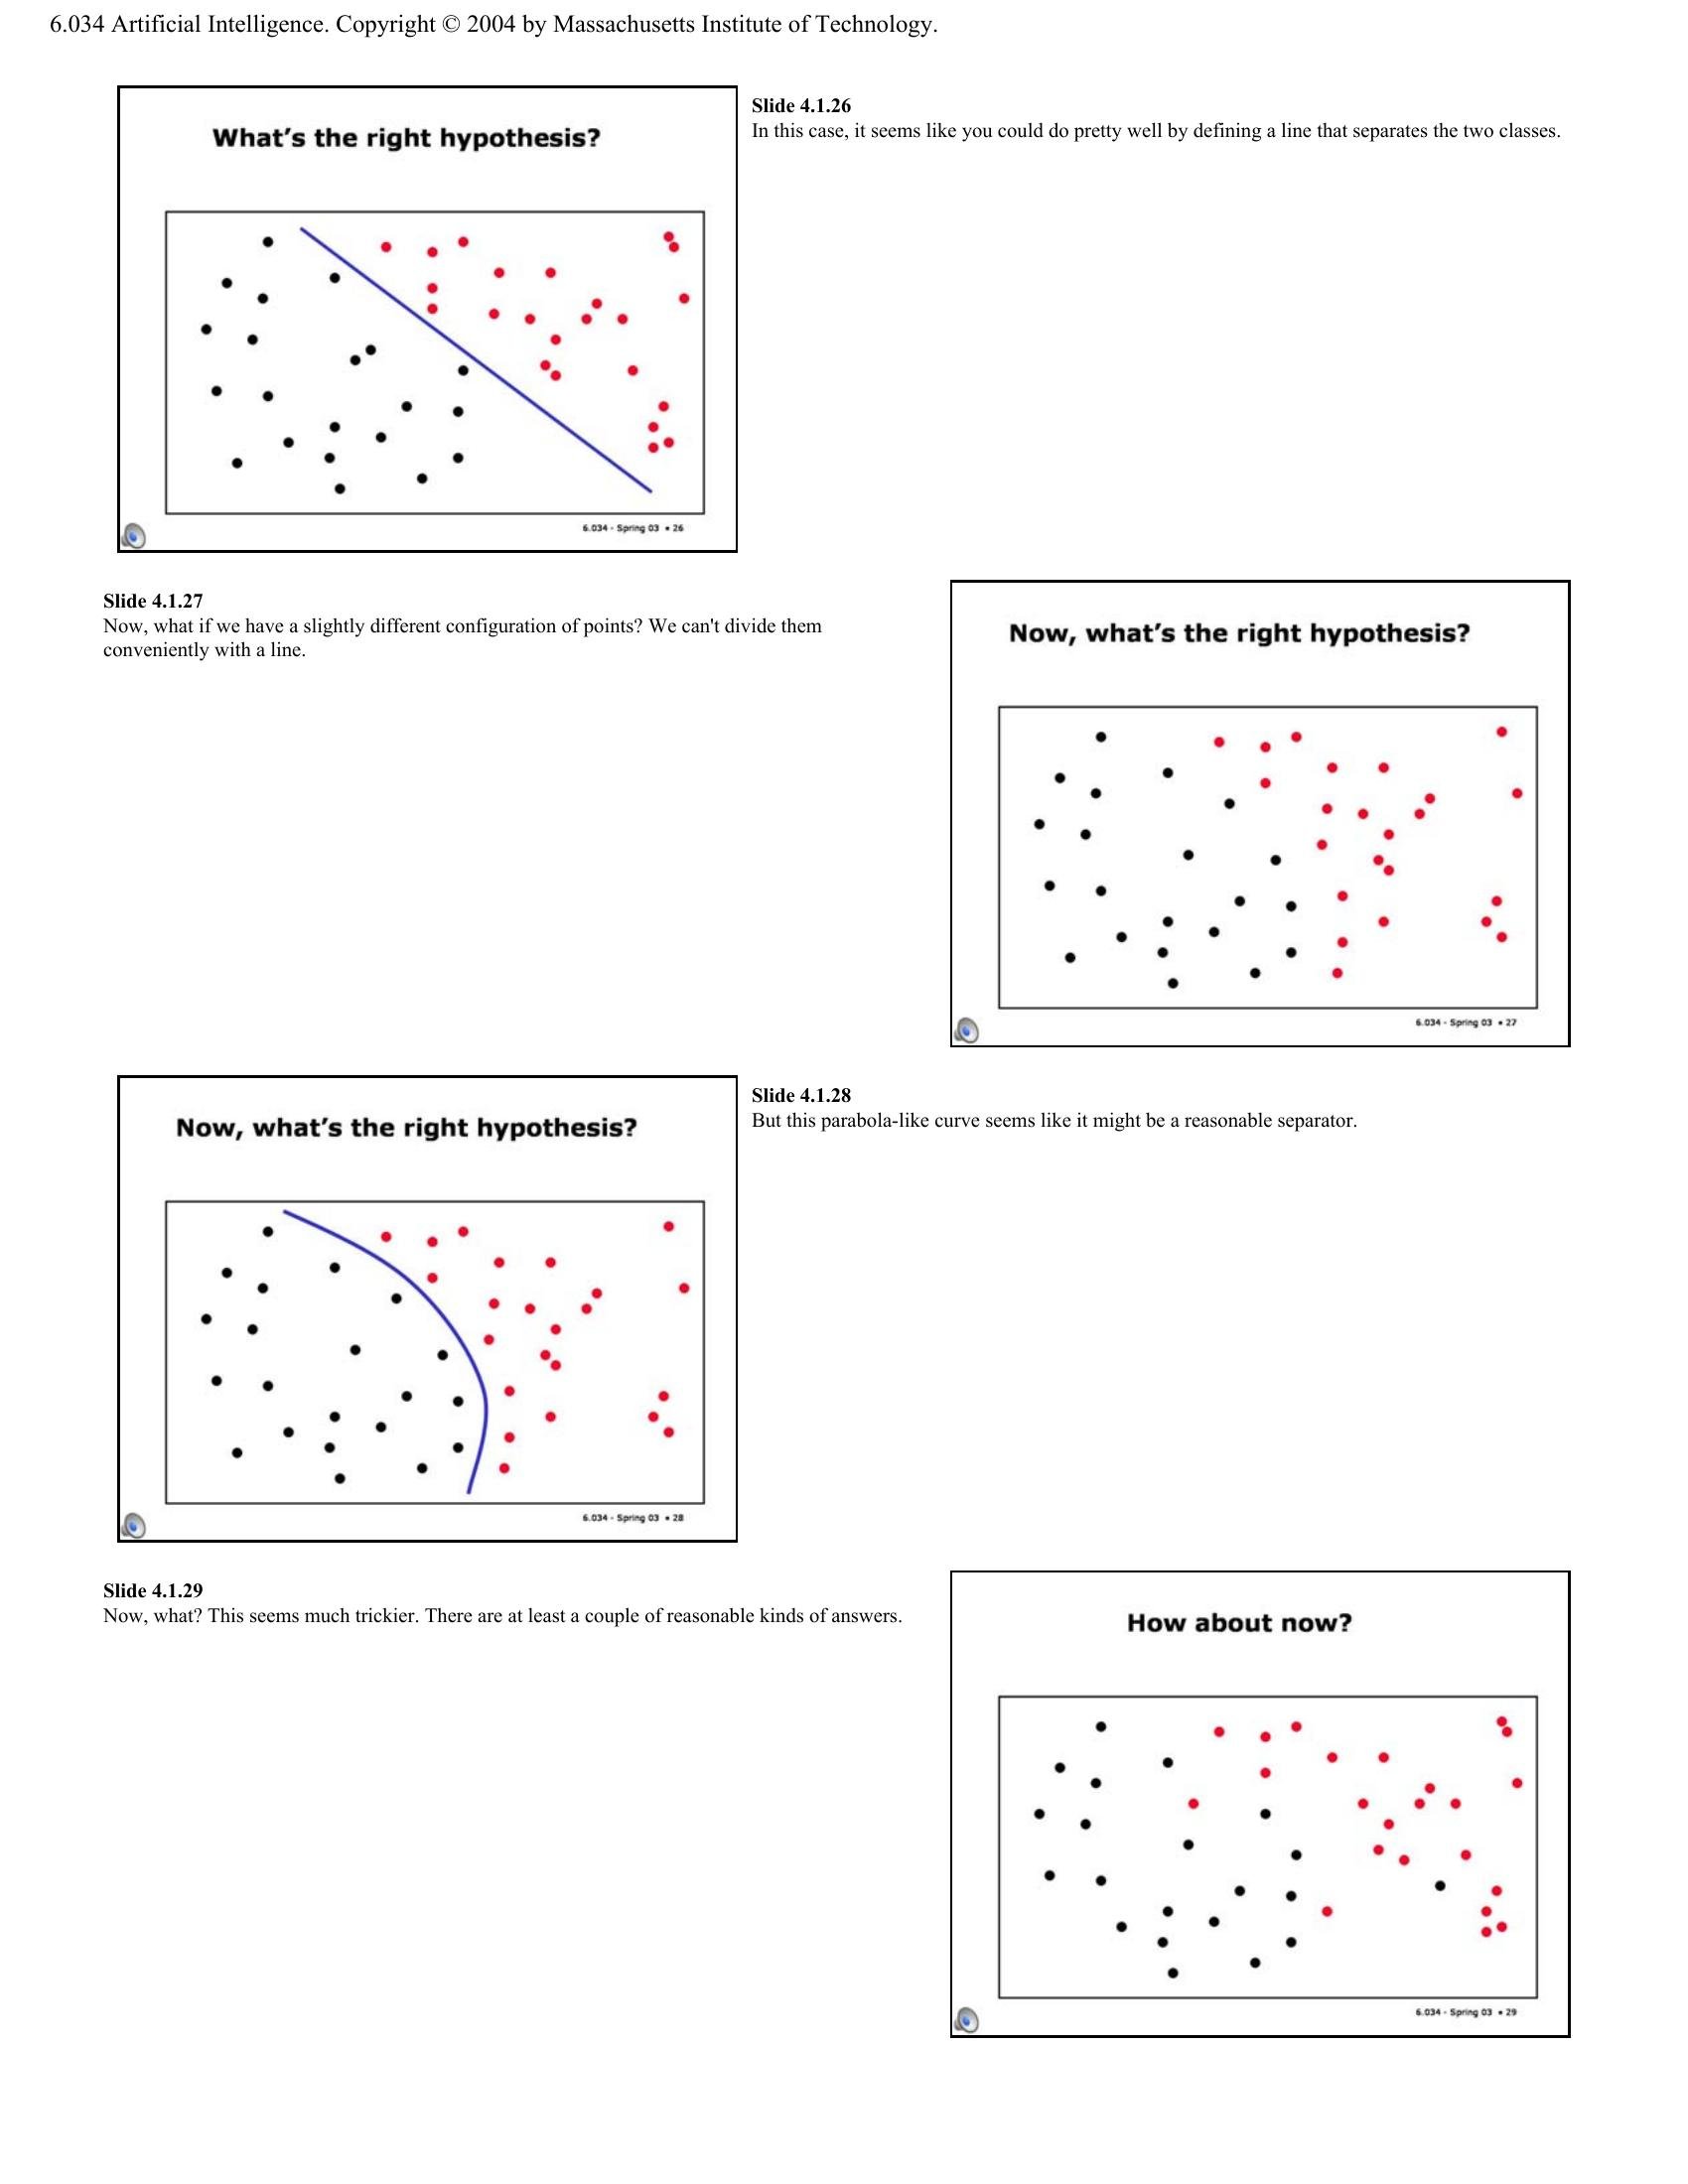 6.034 Artificial Intelligence. Copyright © 2004 by Massachusetts Institute of Technology.
What's the right hypothesis?
6.034 - Spring 03 • 26
Slide 4.1.26
In this case, it seems like you could do pretty well by defining a line that separates the two classes.
Slide 4.1.27
Now, what if we have a slightly different configuration of points? We can't divide them
conveniently with a line.
Now, what's the right hypothesis?
6.034 - Spring 03 • 27
Now, what's the right hypothesis?
6.034 - Spring 03 • 28
Slide 4.1.28
But this parabola-like curve seems like it might be a reasonable separator.
Slide 4.1.29
Now, what? This seems much trickier. There are at least a couple of reasonable kinds of answers.
How about now?
6.034 - Spring 03 • 29